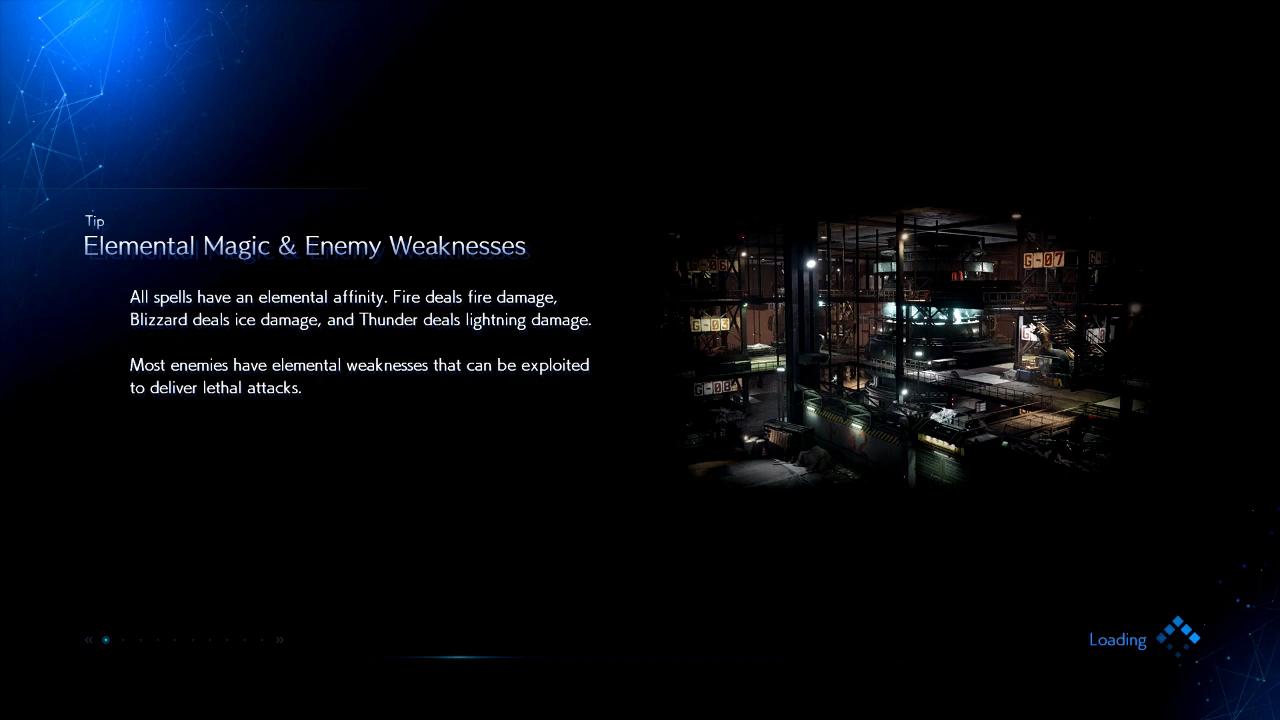 Tip
Elemental Magic & Enemy Weaknesses
All spells have an elemental affinity. Fire deals fire damage,
Blizzard deals ice damage, and Thunder deals lightning damage.
Most enemies have elemental weaknesses that can be exploited
to deliver lethal attacks.
G-07
G-03
Loading